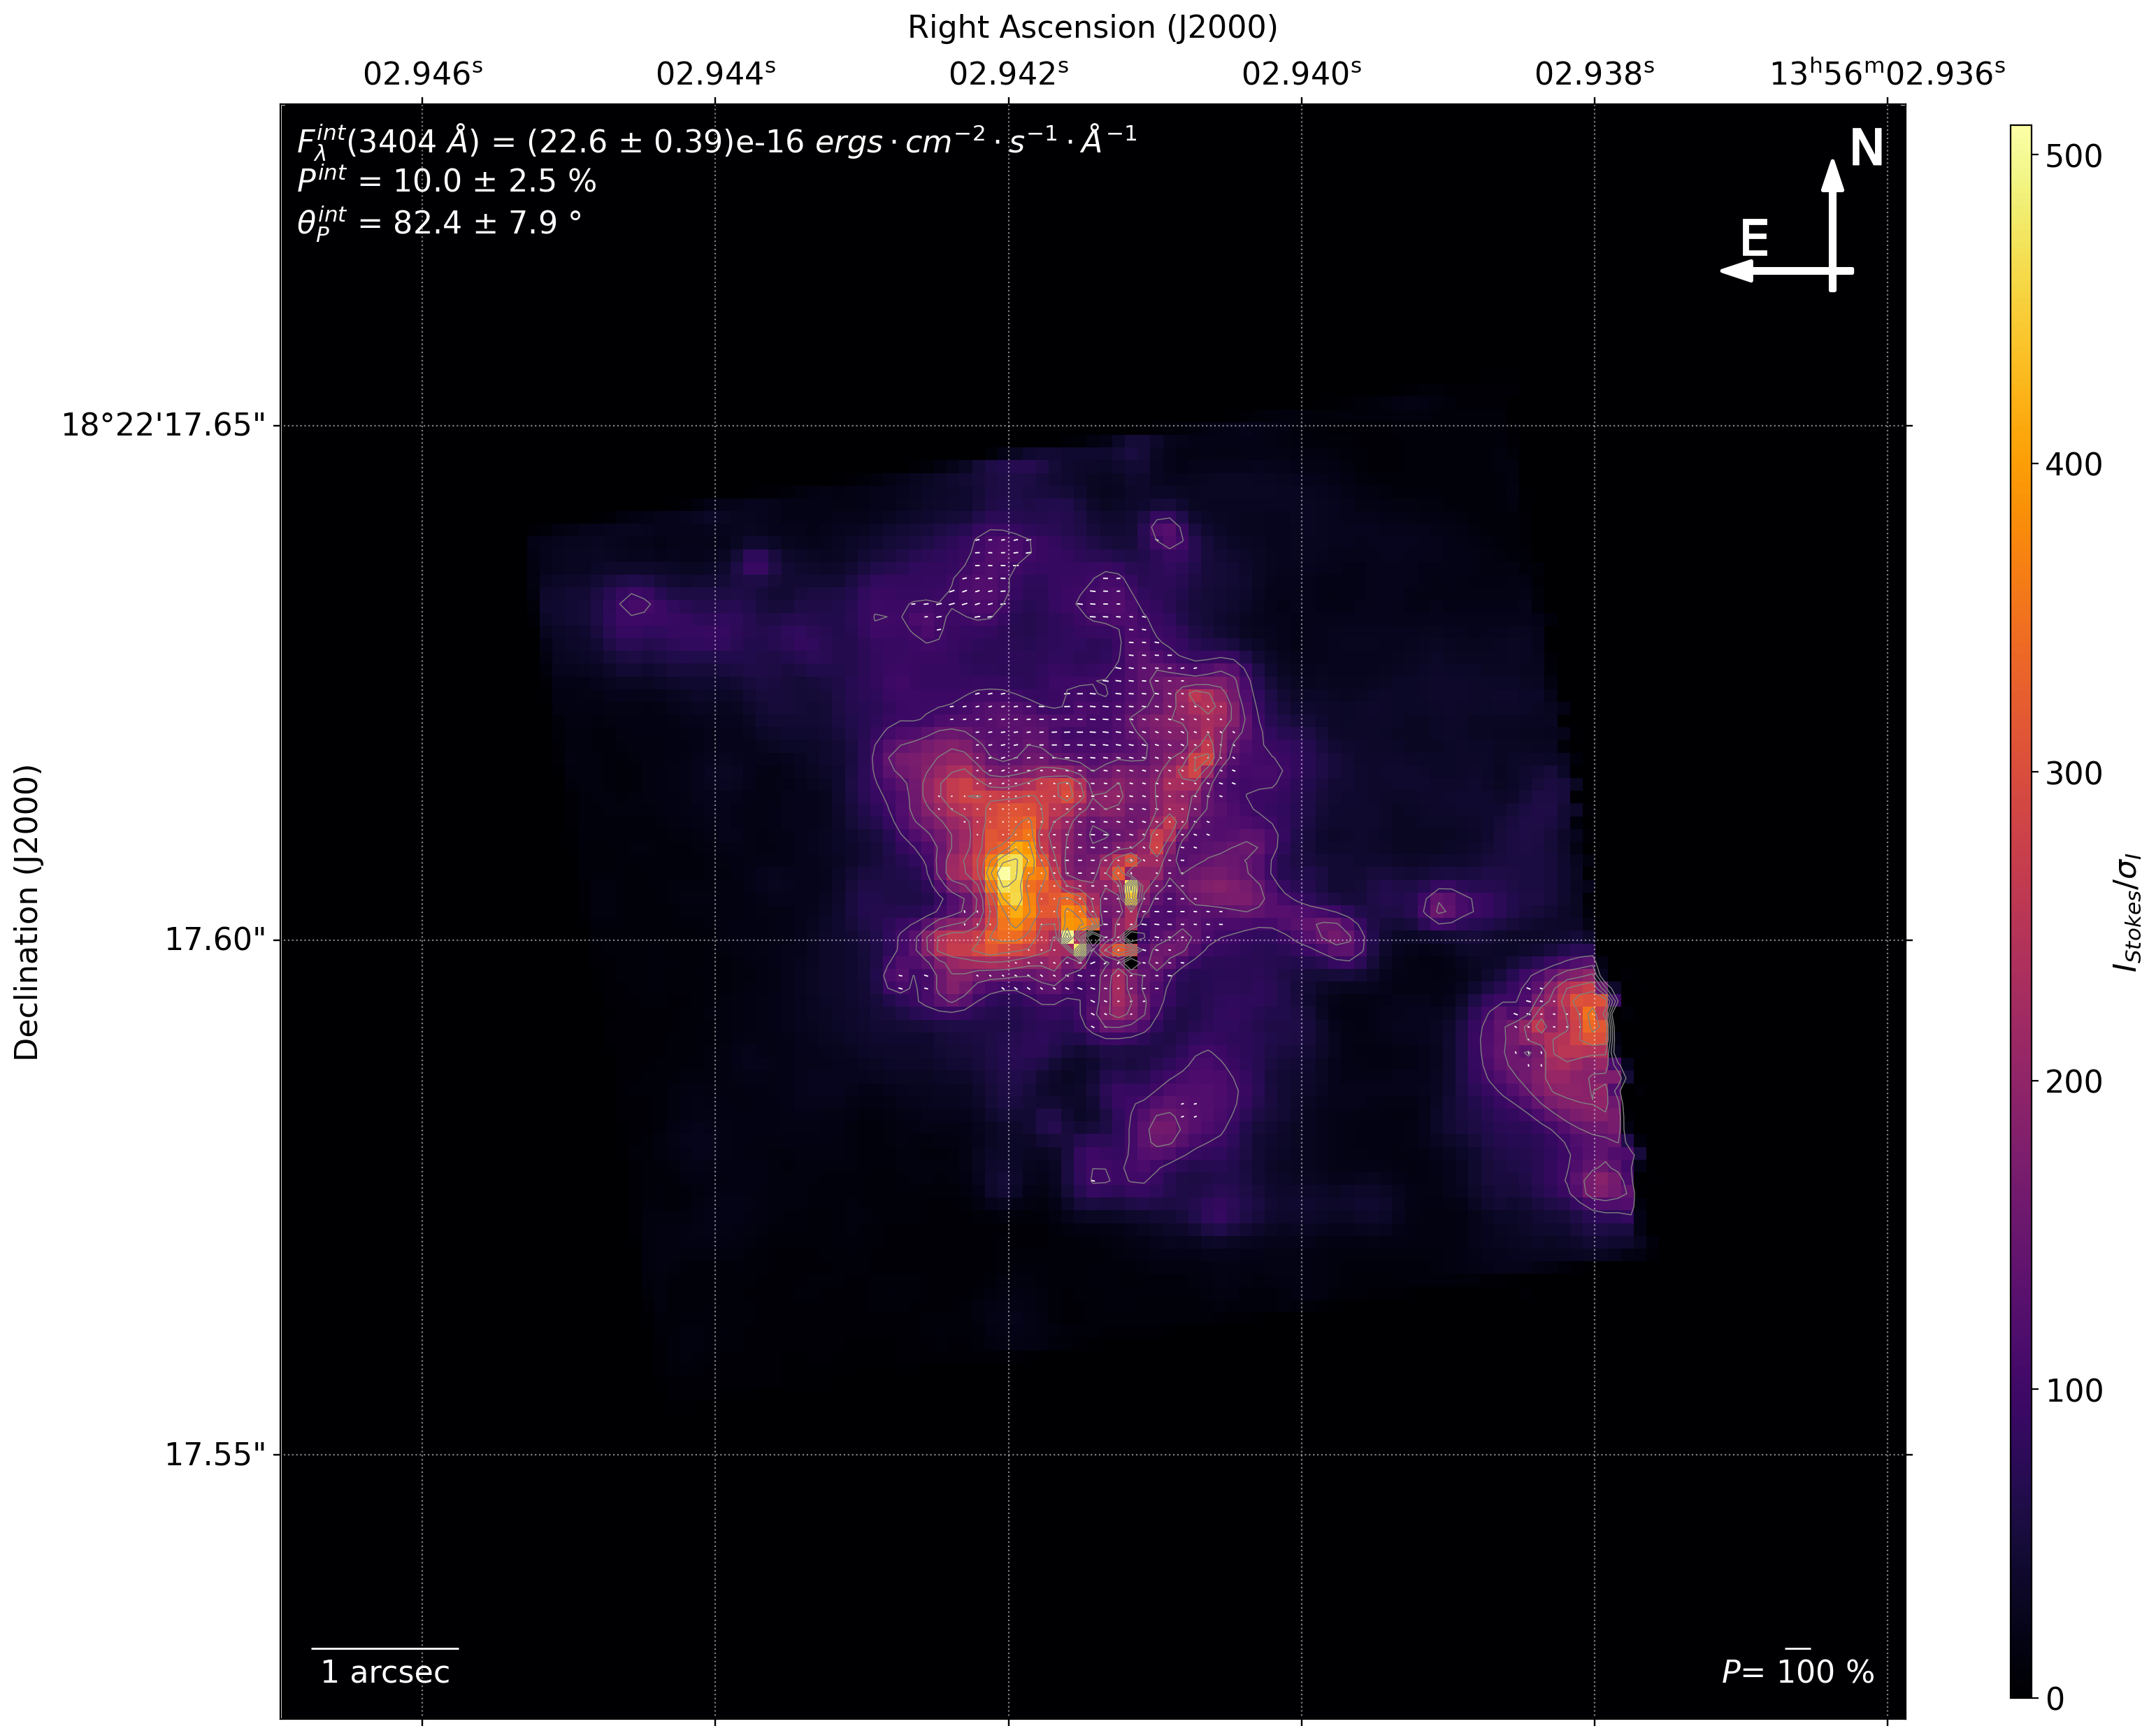 Right Ascension (J2000)
02.946ˢ 02.944ˢ 02.942ˢ 02.940ˢ 02.938ˢ 13ʰ56ᵐ02.936ˢ
F_λ^int(3404 Å) = (22.6 ± 0.39)e-16 ergs · cm⁻² · s⁻¹ · Å⁻¹
P^int = 10.0 ± 2.5 %
θ_P^int = 82.4 ± 7.9 °
N
E
18°22'17.65"
17.60"
17.55"
Declination (J2000)
1 arcsec
P= 100 %
500
400
300
200
100
0
I_Stokes/σ_I